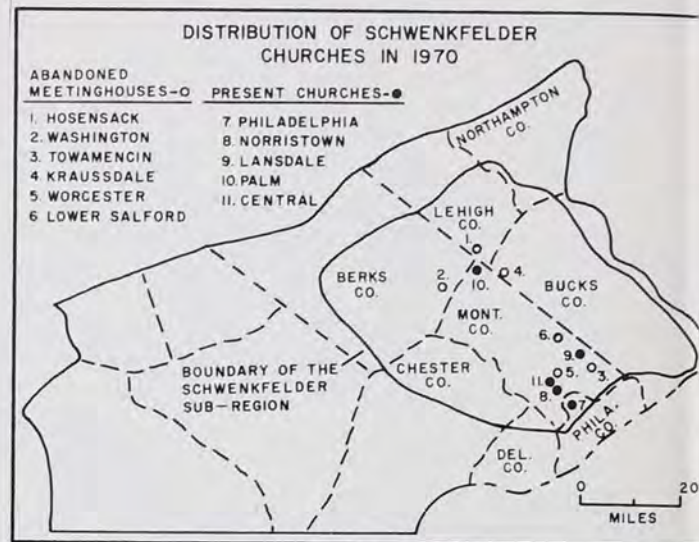 DISTRIBUTION OF SCHWENKFELDER
CHURCHES IN 1970
ABANDONED
MEETINGHOUSES-O
1. HOSENSACK
2. WASHINGTON
3. TOWAMENCIN
4 KRAUSSDALE
5. WORCESTER
6 LOWER SALFORD
PRESENT CHURCHES-●
7. PHILADELPHIA
8. NORRISTOWN
9. LANSDALE
10. PALM
11. CENTRAL
NORTHAMPTON
CO.
LEHIGH
CO.
1.
BERKS
CO.
2.
10.
4.
BUCKS
CO.
MONT.
CO.
6.
9.
3.
5.
11.
8.
7.
CHESTER
CO.
BOUNDARY OF THE
SCHWENKFELDER
SUB-REGION
PHILA.
CO.
DEL.
CO.
0 20
MILES